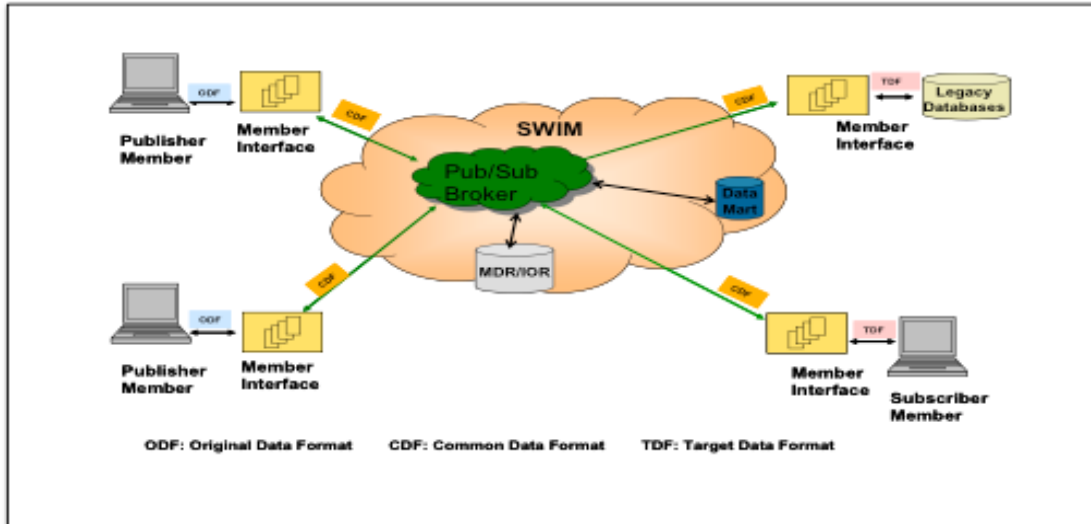 ODF
CDF
Publisher
Member
Member
Interface
SWIM
Pub/Sub
Broker
CDF
TDF
Legacy
Databases
Member
Interface
Data
Mart
MDR/IOR
CDF
ODF
Publisher
Member
Member
Interface
CDF
TDF
Member
Interface
Subscriber
Member
ODF: Original Data Format
CDF: Common Data Format
TDF: Target Data Format